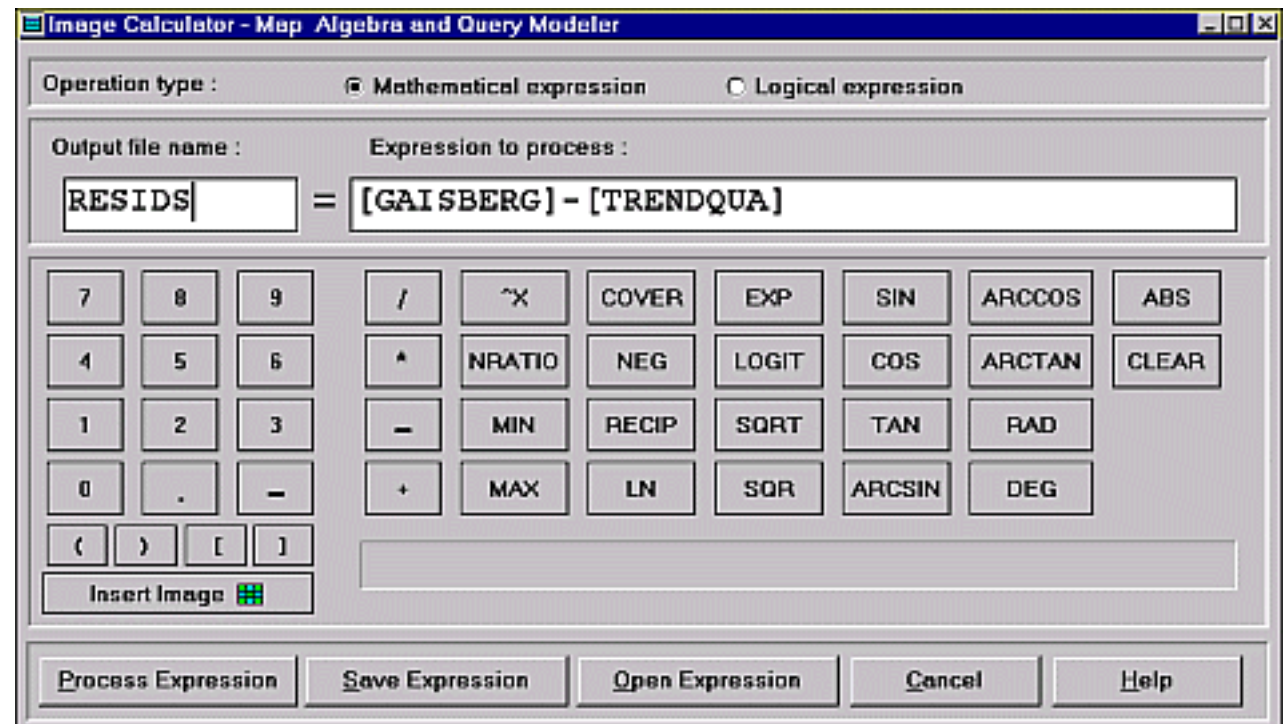 Image Calculator - Map Algebra and Query Modeler
Operation type : Mathematical expression Logical expression
Output file name : Expression to process :
RESIDS = [GAISBERG]-[TRENDQUA]
7 8 9 / ^X COVER EXP SIN ARCCOS ABS
4 5 6 * NRATIO NEG LOGIT COS ARCTAN CLEAR
1 2 3 - MIN RECIP SQRT TAN RAD
0 . - + MAX LN SQR ARCSIN DEG
( ) [ ]
Insert Image
Process Expression Save Expression Open Expression Cancel Help